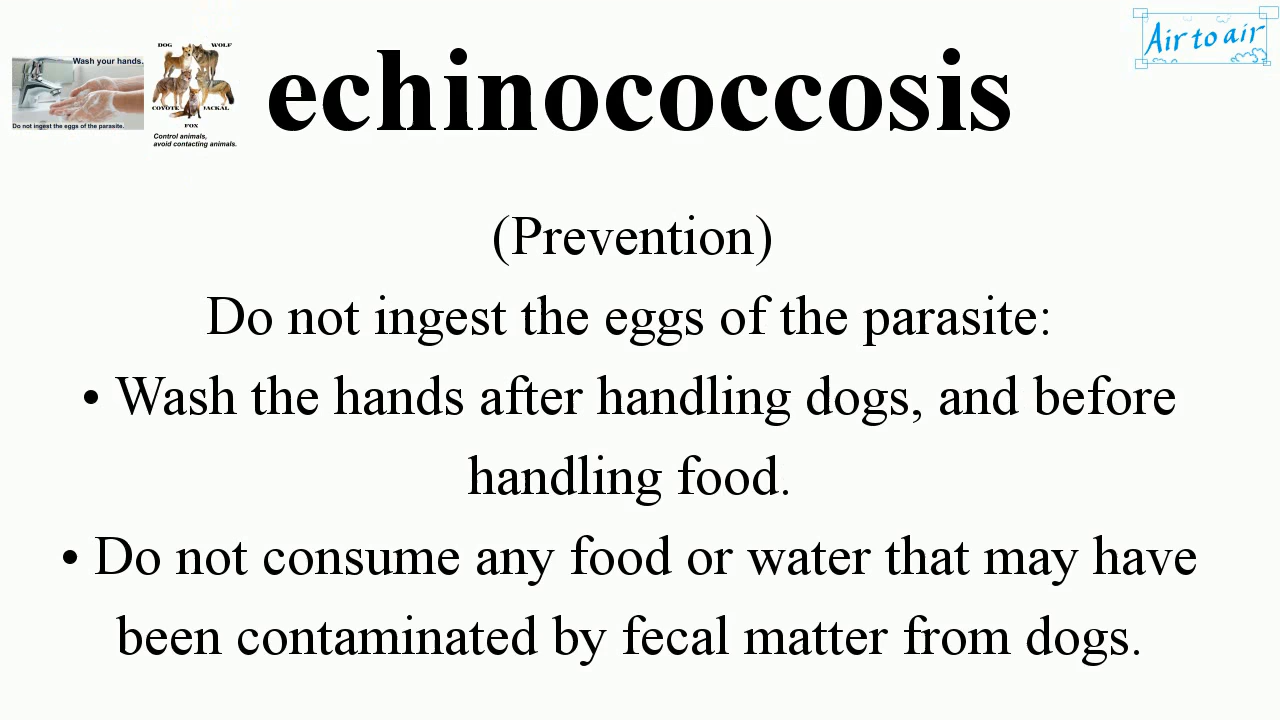 Wash your hands.
Do not ingest the eggs of the parasite.
DOG WOLF
COYOTE JACKAL
FOX
Control animals,
avoid contacting animals.
echinococcosis
Air to air
(Prevention)
Do not ingest the eggs of the parasite:
• Wash the hands after handling dogs, and before
handling food.
• Do not consume any food or water that may have
been contaminated by fecal matter from dogs.